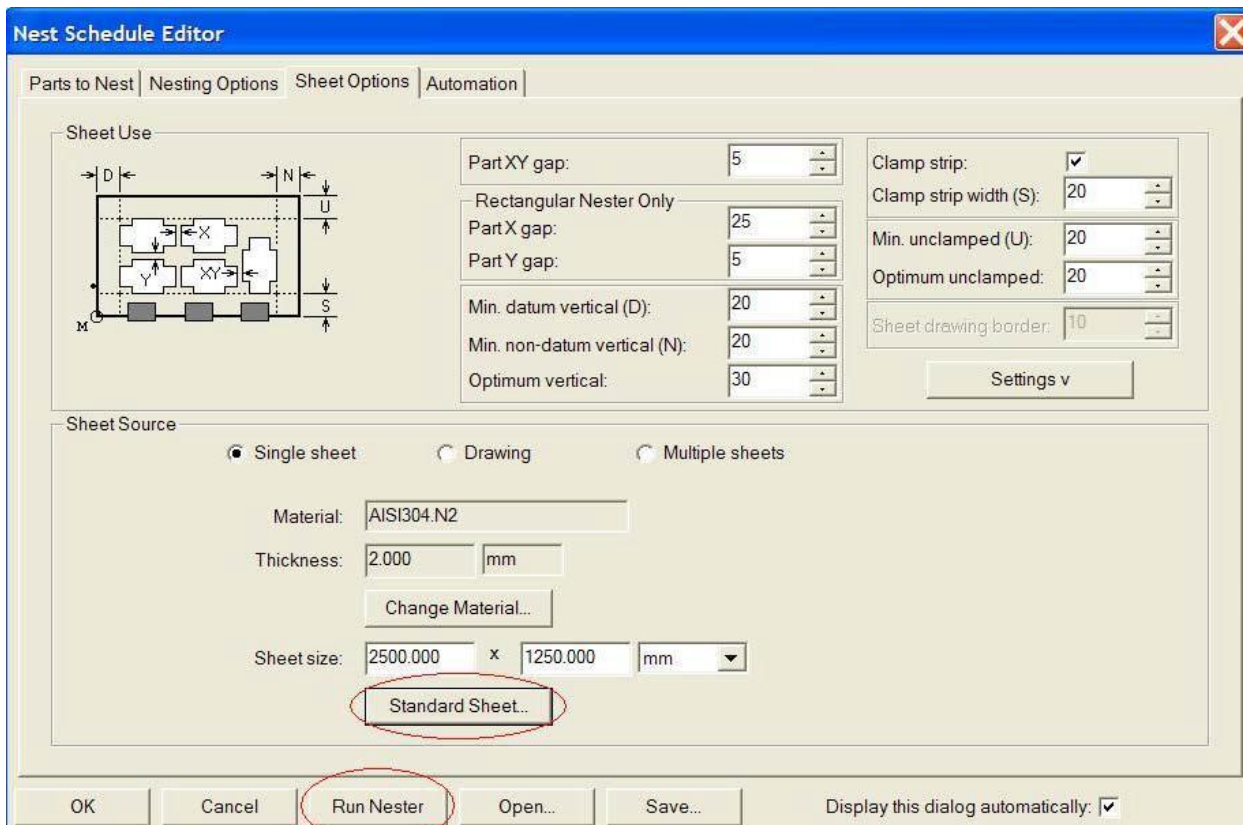 Nest Schedule Editor
Parts to Nest Nesting Options Sheet Options Automation
Sheet Use
D N
U
X
Y XY
S
M
Part XY gap: 5
Rectangular Nester Only
Part X gap: 25
Part Y gap: 5
Min. datum vertical (D): 20
Min. non-datum vertical (N): 20
Optimum vertical: 30
Clamp strip:
Clamp strip width (S): 20
Min. unclamped (U): 20
Optimum unclamped: 20
Sheet drawing border: 10
Settings v
Sheet Source
Single sheet Drawing Multiple sheets
Material: AISI304.N2
Thickness: 2.000 mm
Change Material...
Sheet size: 2500.000 x 1250.000 mm
Standard Sheet...
OK Cancel Run Nester Open... Save... Display this dialog automatically: